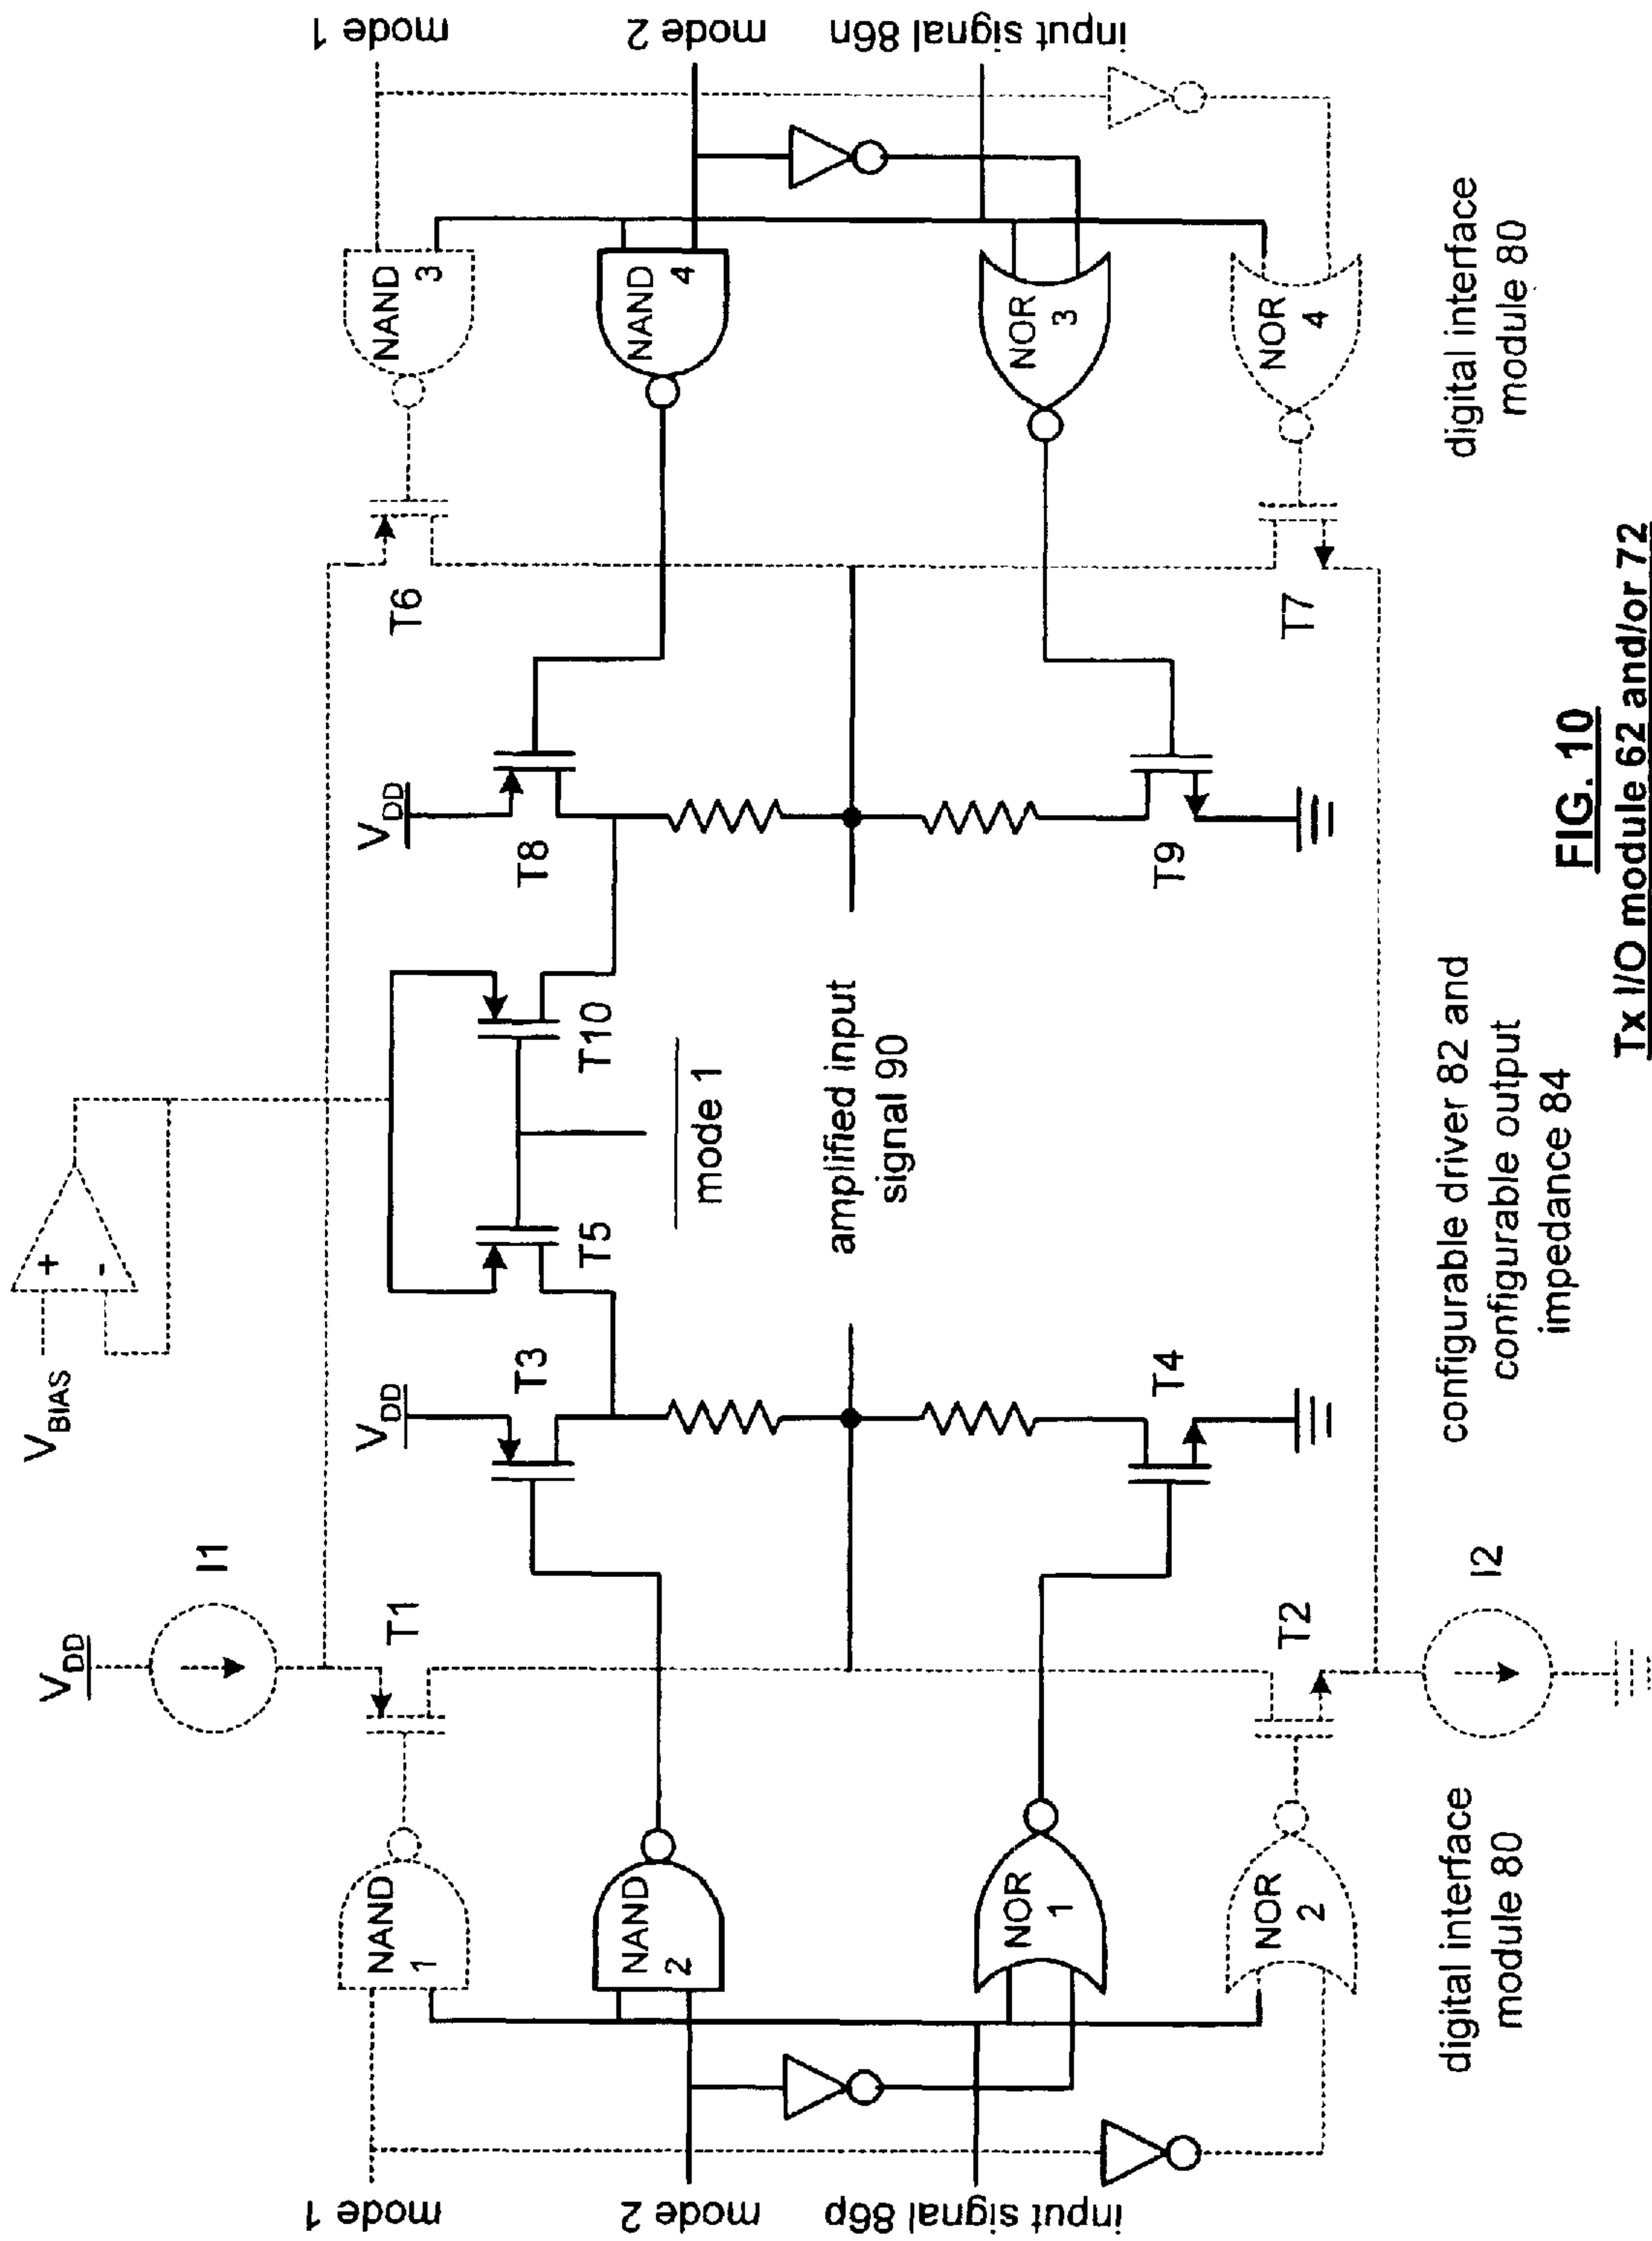 V_BIAS
+
-
V_DD
I1
T1
NAND
1
V_DD
T3
T5
T10
mode 1
V_DD
T8
T6
NAND
3
mode 1
NAND
2
NAND
4
mode 2
mode 2
amplified input
signal 90
input signal 86p
input signal 86n
NOR
1
NOR
3
T4
T9
NOR
2
T2
T7
NOR
4
mode 1
I2
digital interface
module 80
configurable driver 82 and
configurable output
impedance 84
digital interface
module 80
FIG. 10
Tx I/O module 62 and/or 72